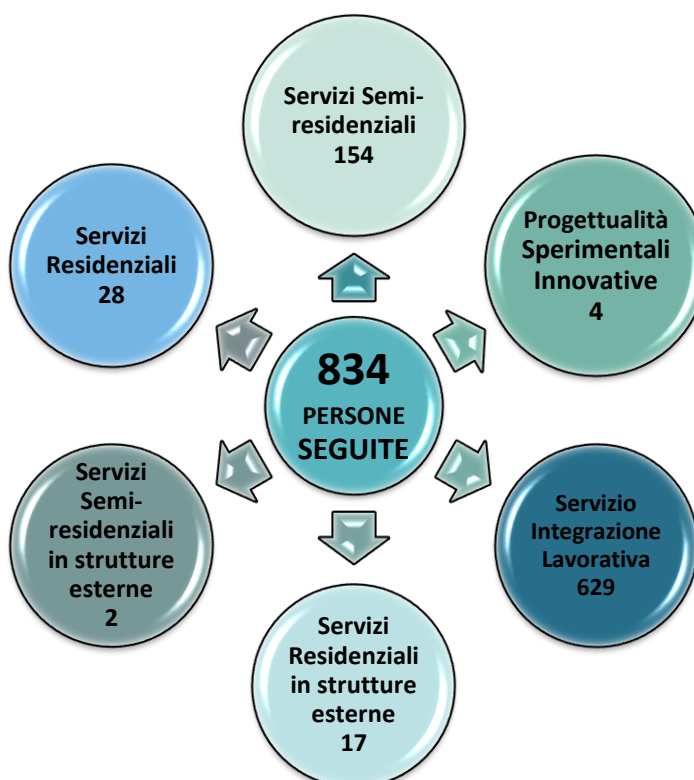 Servizi Semi-
residenziali
154
Servizi
Residenziali
28
Progettualità
Sperimentali
Innovative
4
834
PERSONE
SEGUITE
Servizi
Semi-
residenziali
in strutture
esterne
2
Servizio
Integrazione
Lavorativa
629
Servizi
Residenziali
in strutture
esterne
17